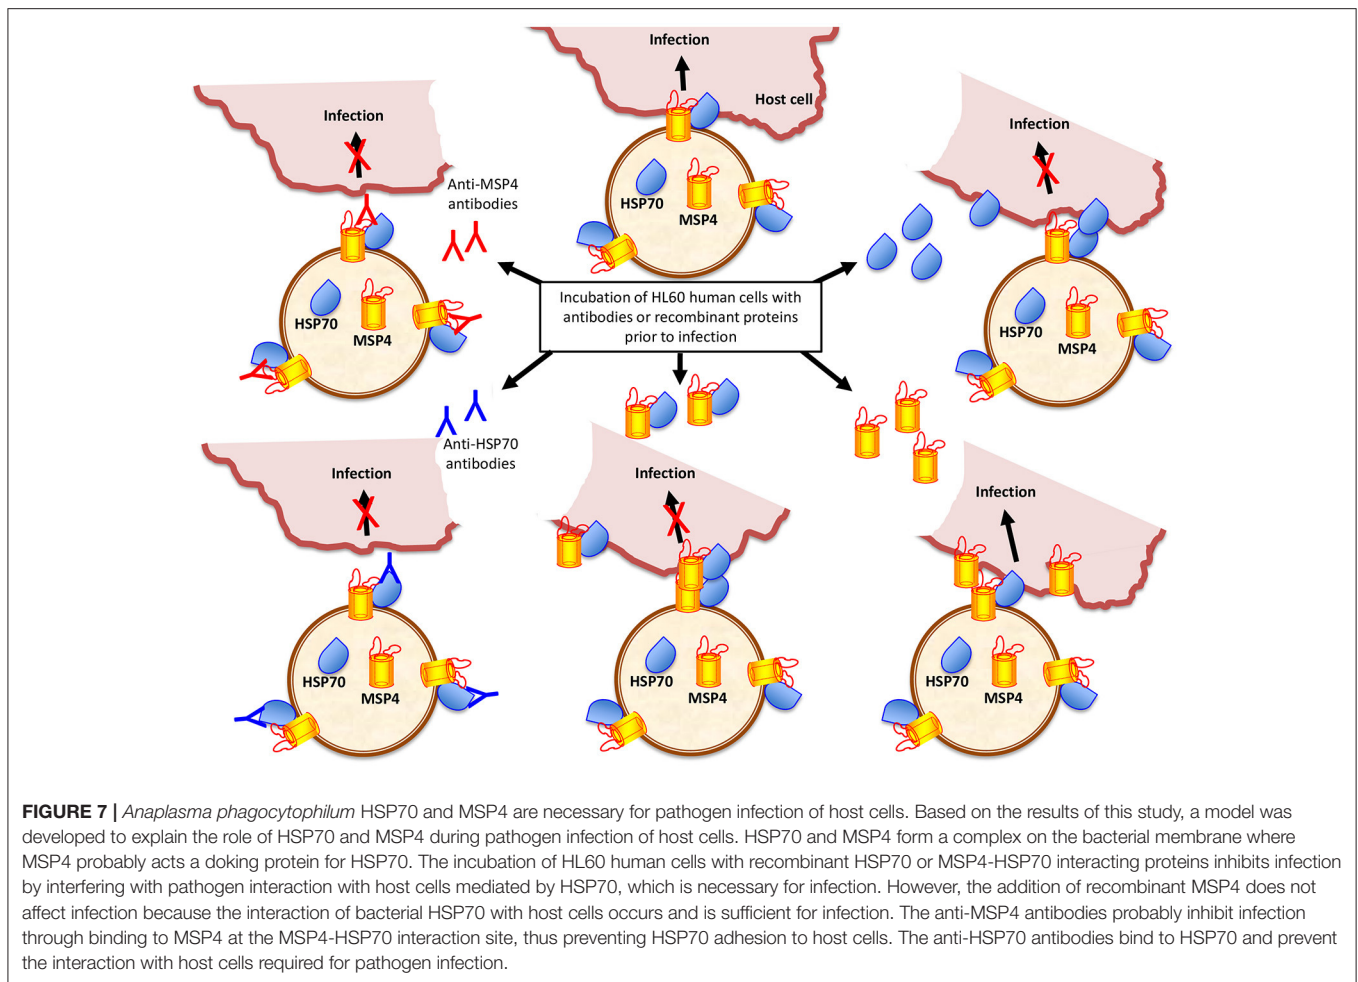 Infection
Host cell
HSP70
MSP4
Infection
Anti-MSP4
antibodies
HSP70
MSP4
Infection
HSP70
MSP4
Incubation of HL60 human cells with
antibodies or recombinant proteins
prior to infection
Anti-HSP70
antibodies
Infection
HSP70
MSP4
Infection
HSP70
MSP4
Infection
HSP70
MSP4
FIGURE 7 | Anaplasma phagocytophilum HSP70 and MSP4 are necessary for pathogen infection of host cells. Based on the results of this study, a model was
developed to explain the role of HSP70 and MSP4 during pathogen infection of host cells. HSP70 and MSP4 form a complex on the bacterial membrane where
MSP4 probably acts a doking protein for HSP70. The incubation of HL60 human cells with recombinant HSP70 or MSP4-HSP70 interacting proteins inhibits infection
by interfering with pathogen interaction with host cells mediated by HSP70, which is necessary for infection. However, the addition of recombinant MSP4 does not
affect infection because the interaction of bacterial HSP70 with host cells occurs and is sufficient for infection. The anti-MSP4 antibodies probably inhibit infection
through binding to MSP4 at the MSP4-HSP70 interaction site, thus preventing HSP70 adhesion to host cells. The anti-HSP70 antibodies bind to HSP70 and prevent
the interaction with host cells required for pathogen infection.